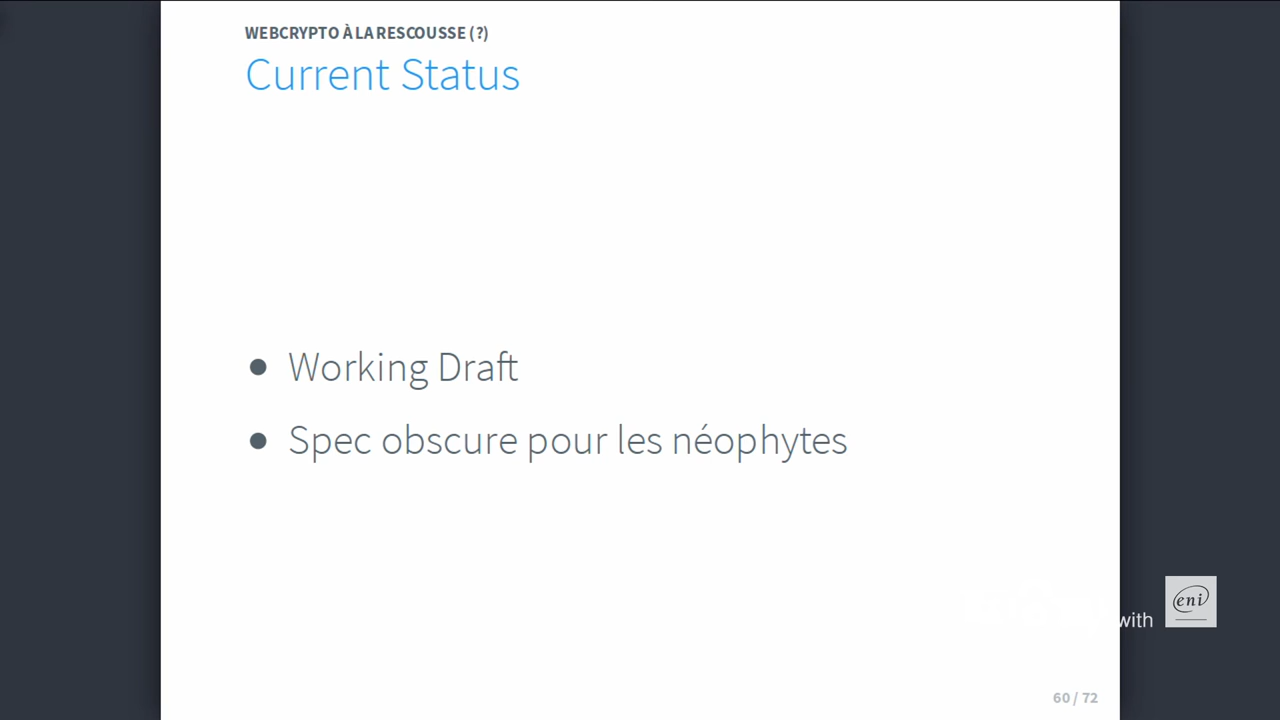 WEBCRYPTO À LA RESCOUSSE (?)
Current Status
● Working Draft
● Spec obscure pour les néophytes
with
eni
60 / 72